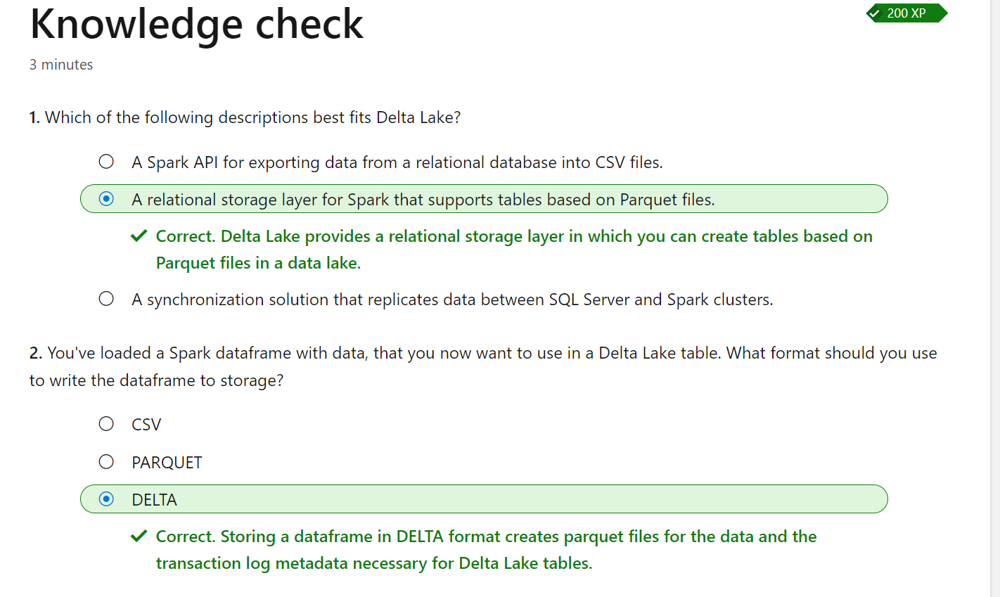 Knowledge check
200 XP
3 minutes
1. Which of the following descriptions best fits Delta Lake?
A Spark API for exporting data from a relational database into CSV files.
A relational storage layer for Spark that supports tables based on Parquet files.
Correct. Delta Lake provides a relational storage layer in which you can create tables based on
Parquet files in a data lake.
A synchronization solution that replicates data between SQL Server and Spark clusters.
2. You've loaded a Spark dataframe with data, that you now want to use in a Delta Lake table. What format should you use
to write the dataframe to storage?
CSV
PARQUET
DELTA
Correct. Storing a dataframe in DELTA format creates parquet files for the data and the
transaction log metadata necessary for Delta Lake tables.